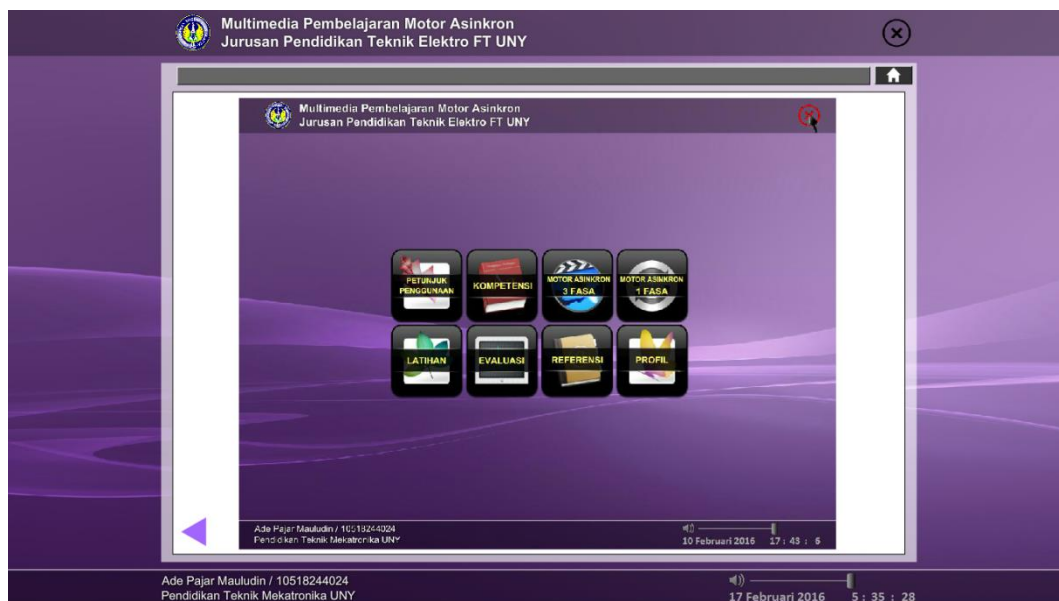 Multimedia Pembelajaran Motor Asinkron
Jurusan Pendidikan Teknik Elektro FT UNY
Multimedia Pembelajaran Motor Asinkron
Jurusan Pendidikan Teknik Elektro FT UNY
PETUNJUK
PENGGUNAAN
KOMPETENSI
MOTOR ASINKRON
3 FASA
MOTOR ASINKRON
1 FASA
LATIHAN
EVALUASI
REFERENSI
PROFIL
Ade Pajar Mauludin / 10518244024
Pendidikan Teknik Mekatronika UNY
10 Februari 2016 17 : 43 : 6
Ade Pajar Mauludin / 10518244024
Pendidikan Teknik Mekatronika UNY
17 Februari 2016 5 : 35 : 28